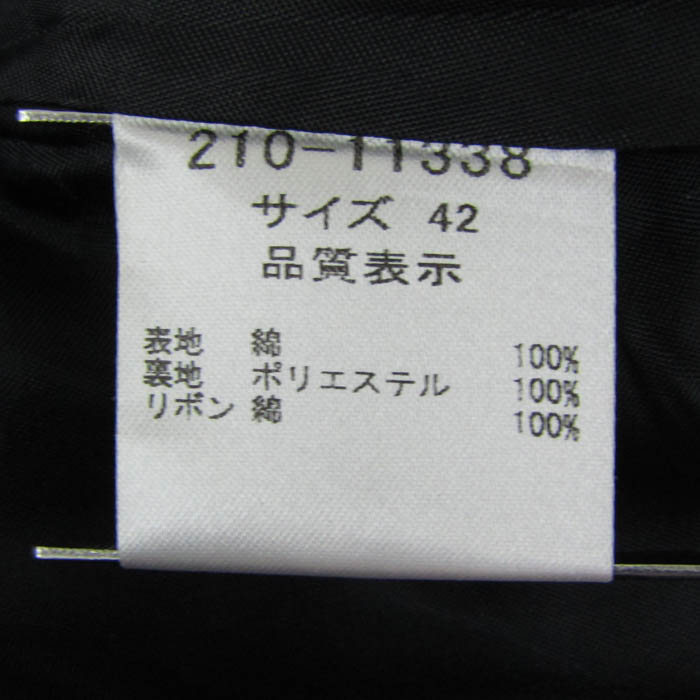 210-11338
サイズ 42
品質表示
表地 綿 100%
裏地 ポリエステル 100%
リボン 綿 100%